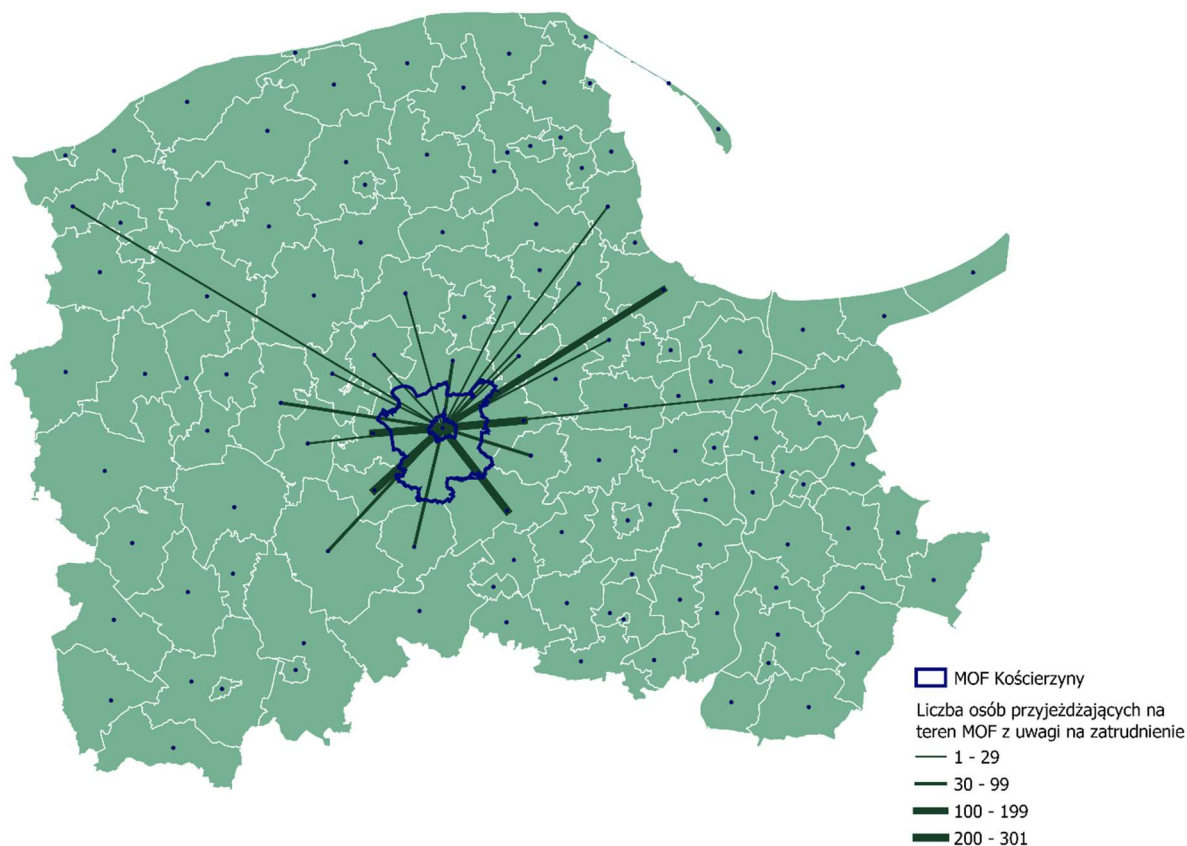 MOF Kościerzyny
Liczba osób przyjeżdżających na
teren MOF z uwagi na zatrudnienie
1 - 29
30 - 99
100 - 199
200 - 301